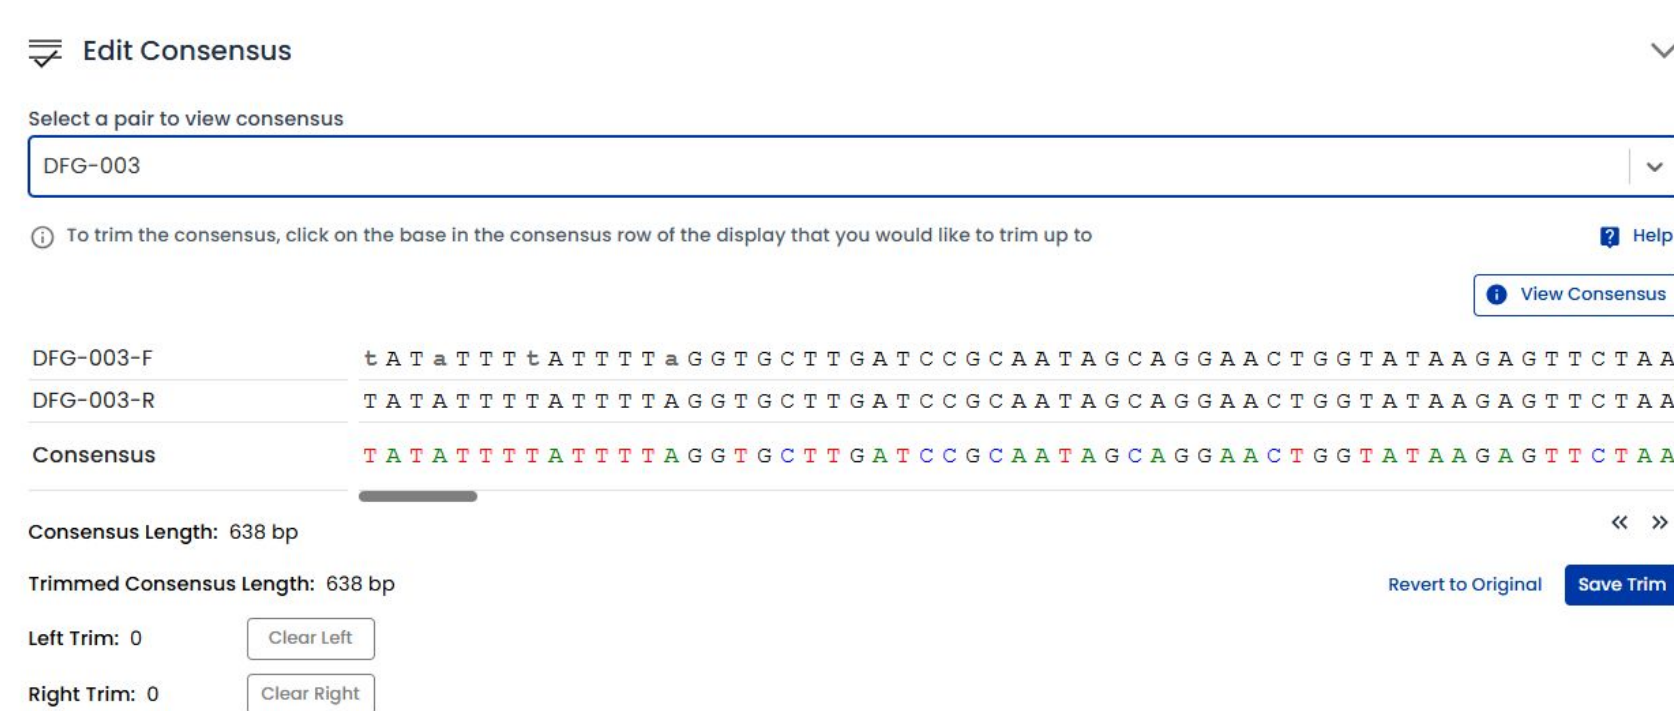 Edit Consensus
Select a pair to view consensus
DFG-003
To trim the consensus, click on the base in the consensus row of the display that you would like to trim up to
Help
View Consensus
DFG-003-F tATaTTTtATTTTaGGTGCTTGATCCGCAATAGCAGGAACTGGTATAAGAGTTCTAA
DFG-003-R TATATTTTATTTTAGGTGCTTGATCCGCAATAGCAGGAACTGGTATAAGAGTTCTAA
Consensus TATATTTTATTTTAGGTGCTTGATCCGCAATAGCAGGAACTGGTATAAGAGTTCTAA
Consensus Length: 638 bp
« »
Trimmed Consensus Length: 638 bp
Revert to Original
Save Trim
Left Trim: 0
Clear Left
Right Trim: 0
Clear Right